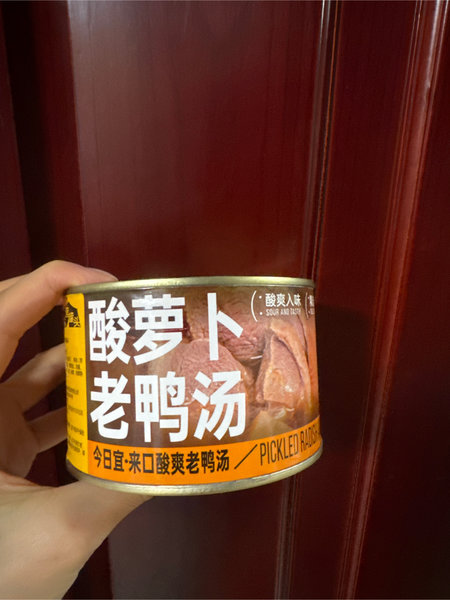 酸爽入味
SOUR AND TASTY
酸萝卜
老鸭汤
今日宜-来口酸爽老鸭汤
PICKLED RADISH